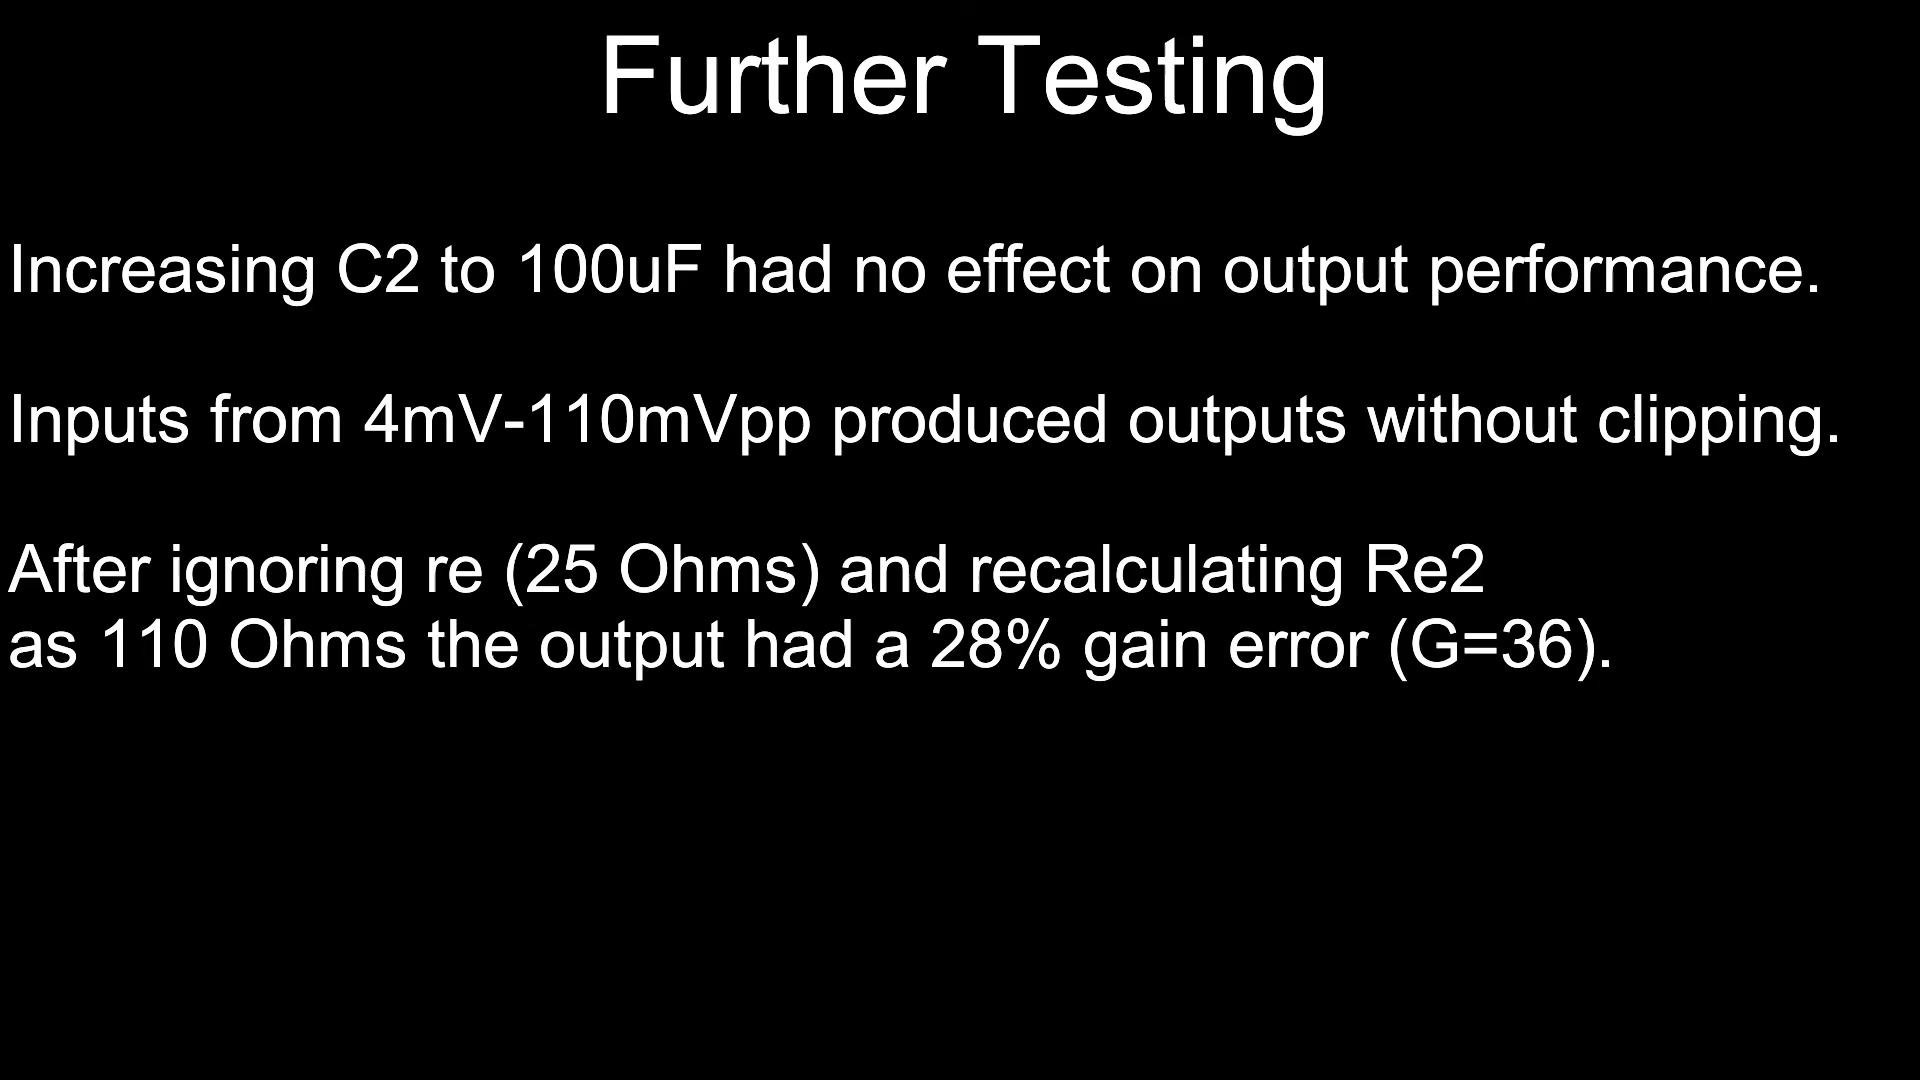 Further Testing
Increasing C2 to 100uF had no effect on output performance.
Inputs from 4mV-110mVpp produced outputs without clipping.
After ignoring re (25 Ohms) and recalculating Re2
as 110 Ohms the output had a 28% gain error (G=36).